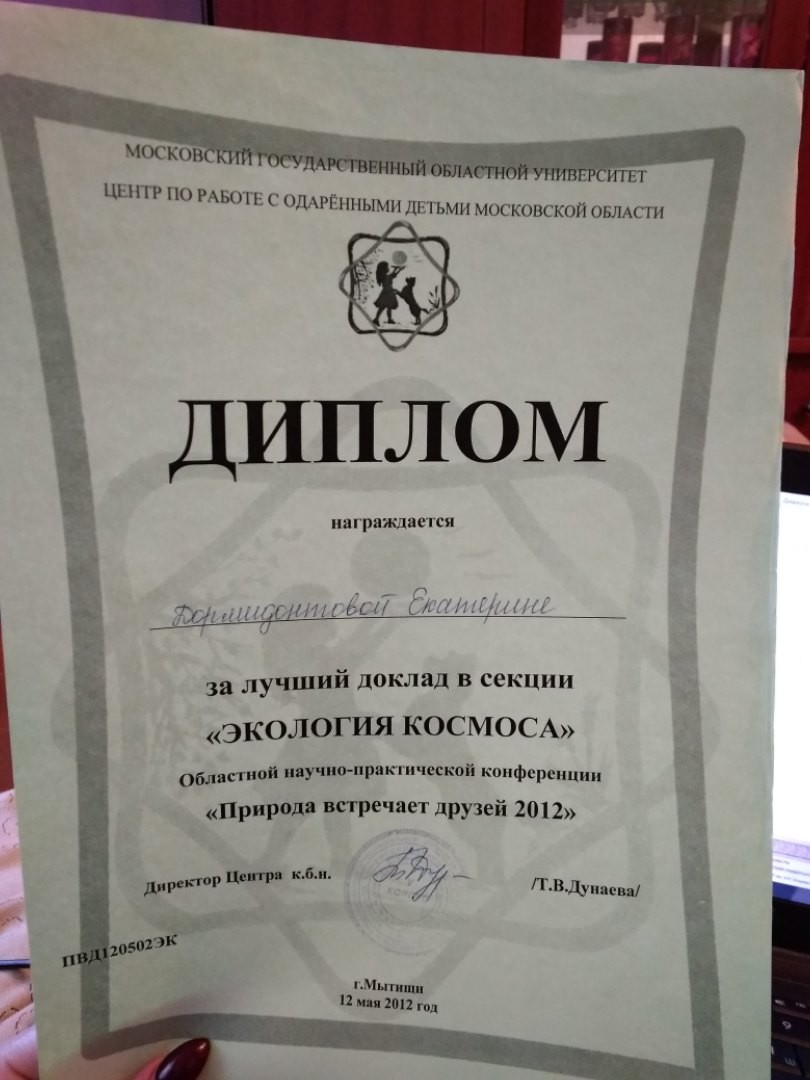 МОСКОВСКИЙ ГОСУДАРСТВЕННЫЙ ОБЛАСТНОЙ УНИВЕРСИТЕТ
ЦЕНТР ПО РАБОТЕ С ОДАРЁННЫМИ ДЕТЬМИ МОСКОВСКОЙ ОБЛАСТИ
ДИПЛОМ
награждается
Дормидонтовой Екатерине
за лучший доклад в секции
«ЭКОЛОГИЯ КОСМОСА»
Областной научно-практической конференции
«Природа встречает друзей 2012»
Директор Центра к.б.н. /Т.В.Дунаева/
ПВД120502ЭК
г.Мытищи
12 мая 2012 год